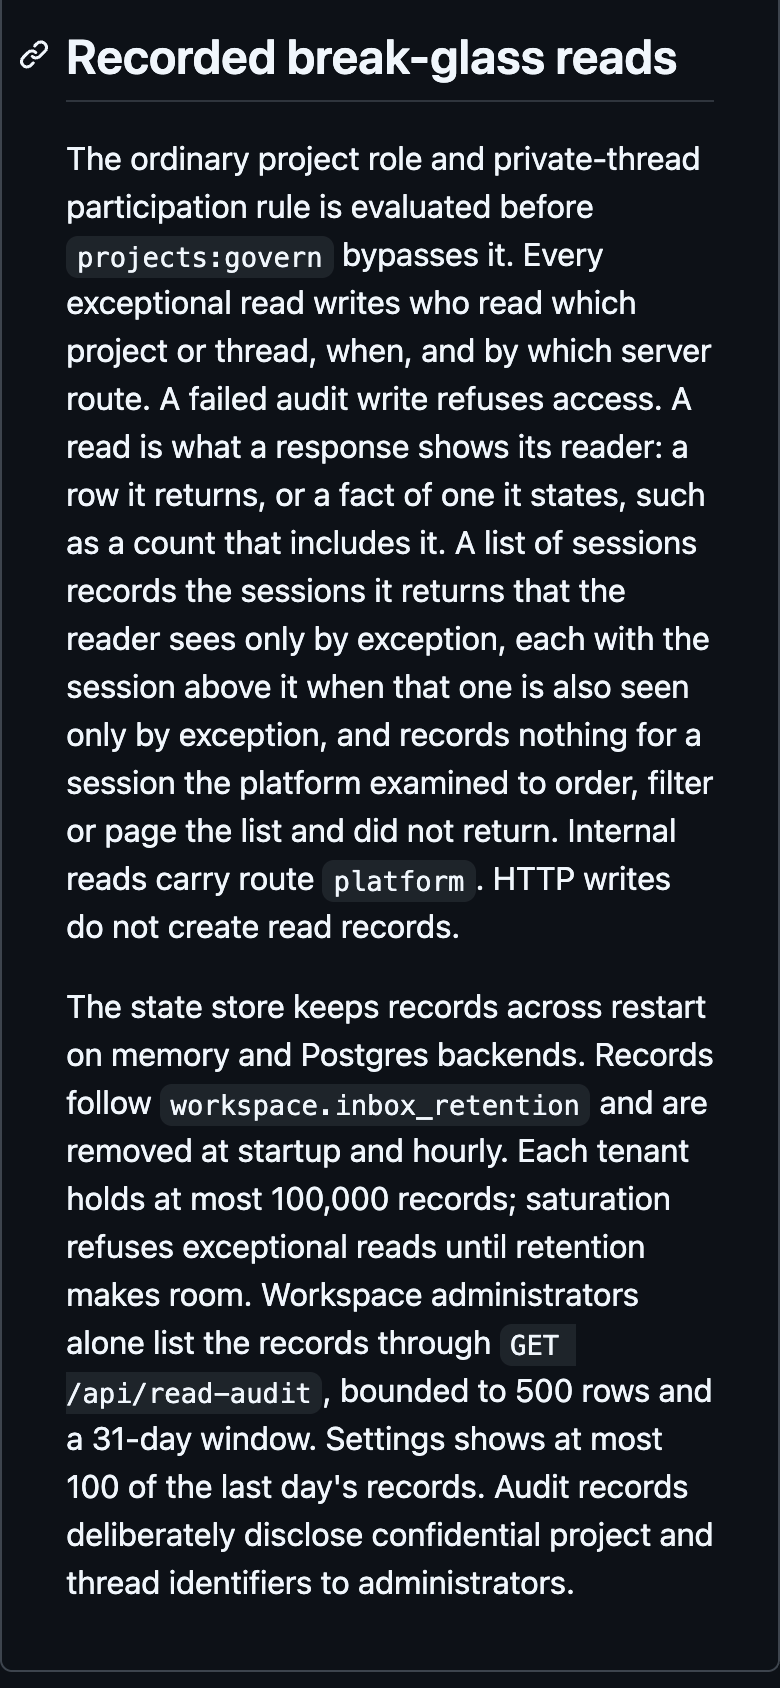 Recorded break-glass reads
The ordinary project role and private-thread
participation rule is evaluated before
projects:govern bypasses it. Every
exceptional read writes who read which
project or thread, when, and by which server
route. A failed audit write refuses access. A
read is what a response shows its reader: a
row it returns, or a fact of one it states, such
as a count that includes it. A list of sessions
records the sessions it returns that the
reader sees only by exception, each with the
session above it when that one is also seen
only by exception, and records nothing for a
session the platform examined to order, filter
or page the list and did not return. Internal
reads carry route platform. HTTP writes
do not create read records.
The state store keeps records across restart
on memory and Postgres backends. Records
follow workspace.inbox_retention and are
removed at startup and hourly. Each tenant
holds at most 100,000 records; saturation
refuses exceptional reads until retention
makes room. Workspace administrators
alone list the records through GET
/api/read-audit, bounded to 500 rows and
a 31-day window. Settings shows at most
100 of the last day's records. Audit records
deliberately disclose confidential project and
thread identifiers to administrators.